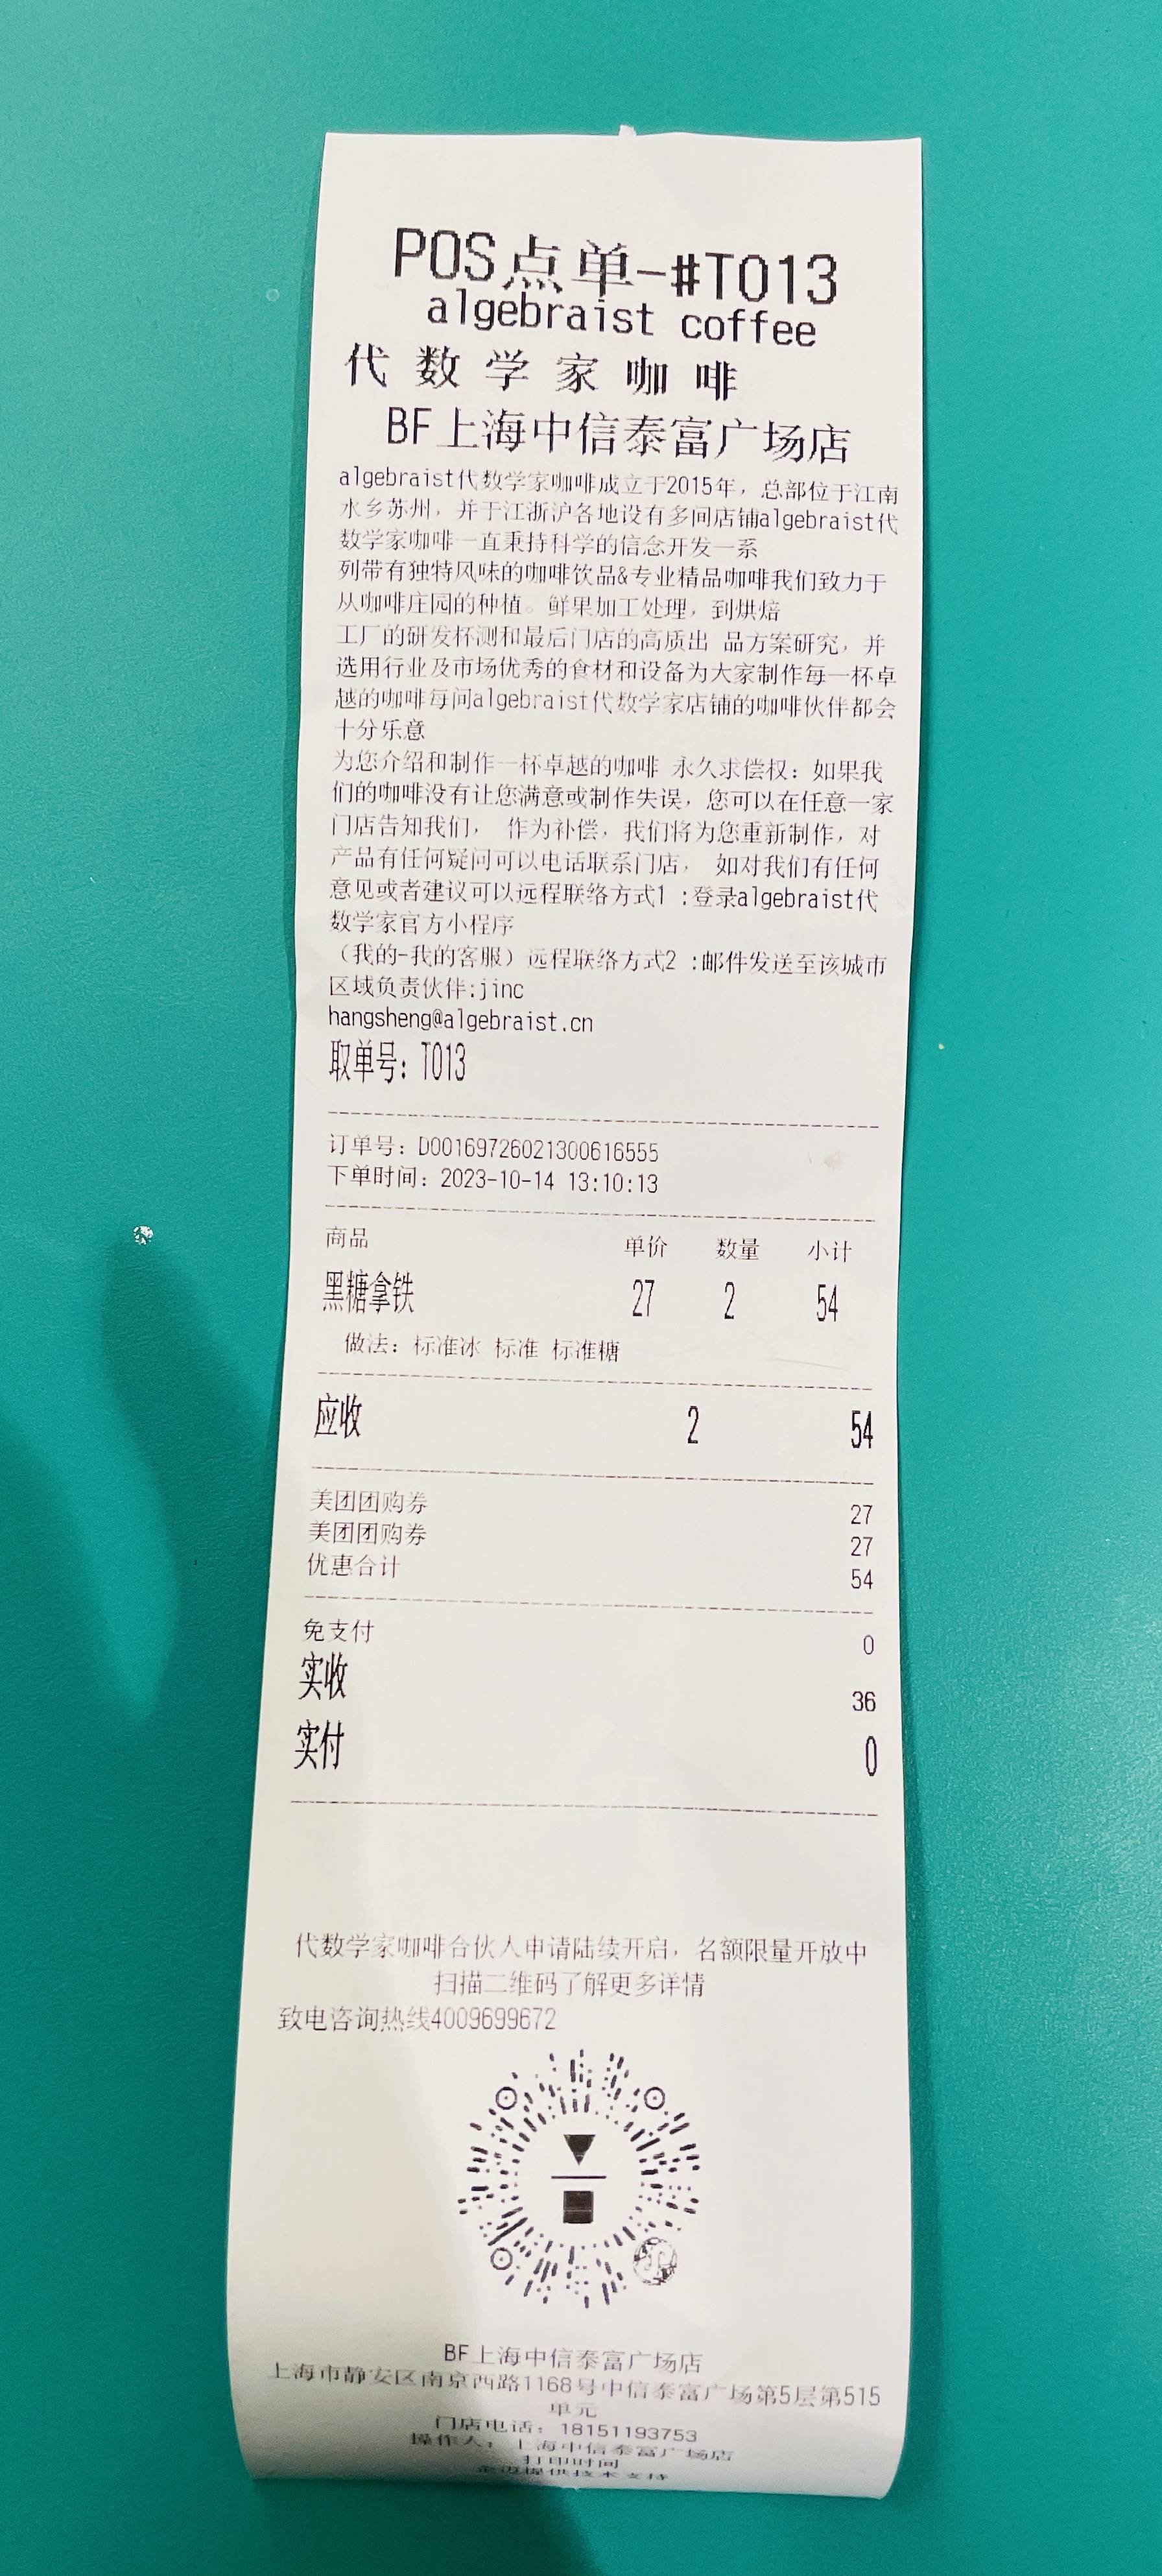 POS点单-#T013
algebraist coffee
代数学家咖啡
BF上海中信泰富广场店
algebraist代数学家咖啡成立于2015年，总部位于江南
水乡苏州，并于江浙沪各地设有多间店铺algebraist代
数学家咖啡一直秉持科学的信念开发一系
列带有独特风味的咖啡饮品&专业精品咖啡我们致力于
从咖啡庄园的种植。鲜果加工处理，到烘焙
工厂的研发杯测和最后门店的高质出 品方案研究，并
选用行业及市场优秀的食材和设备为大家制作每一杯卓
越的咖啡每间algebraist代数学家店铺的咖啡伙伴都会
十分乐意
为您介绍和制作一杯卓越的咖啡 永久求偿权：如果我
们的咖啡没有让您满意或制作失误，您可以在任意一家
门店告知我们， 作为补偿，我们将为您重新制作，对
产品有任何疑问可以电话联系门店， 如对我们有任何
意见或者建议可以远程联络方式1 :登录algebraist代
数学家官方小程序
（我的-我的客服）远程联络方式2 :邮件发送至该城市
区域负责伙伴:jinc
hangsheng@algebraist.cn
取单号：T013
订单号：D001697260213006165​55
下单时间：2023-10-14 13:10:13
商品 单价 数量 小计
黑糖拿铁 27 2 54
做法：标准冰 标准 标准糖
应收 2 54
美团团购券 27
美团团购券 27
优惠合计 54
免支付 0
实收 36
实付 0
代数学家咖啡合伙人申请陆续开启，名额限量开放中
扫描二维码了解更多详情
致电咨询热线4009699672
BF上海中信泰富广场店
上海市静安区南京西路1168号中信泰富广场第5层第515
单元
门店电话：18151193753
操作人：上海中信泰富广场店
打印时间
提供技术支持